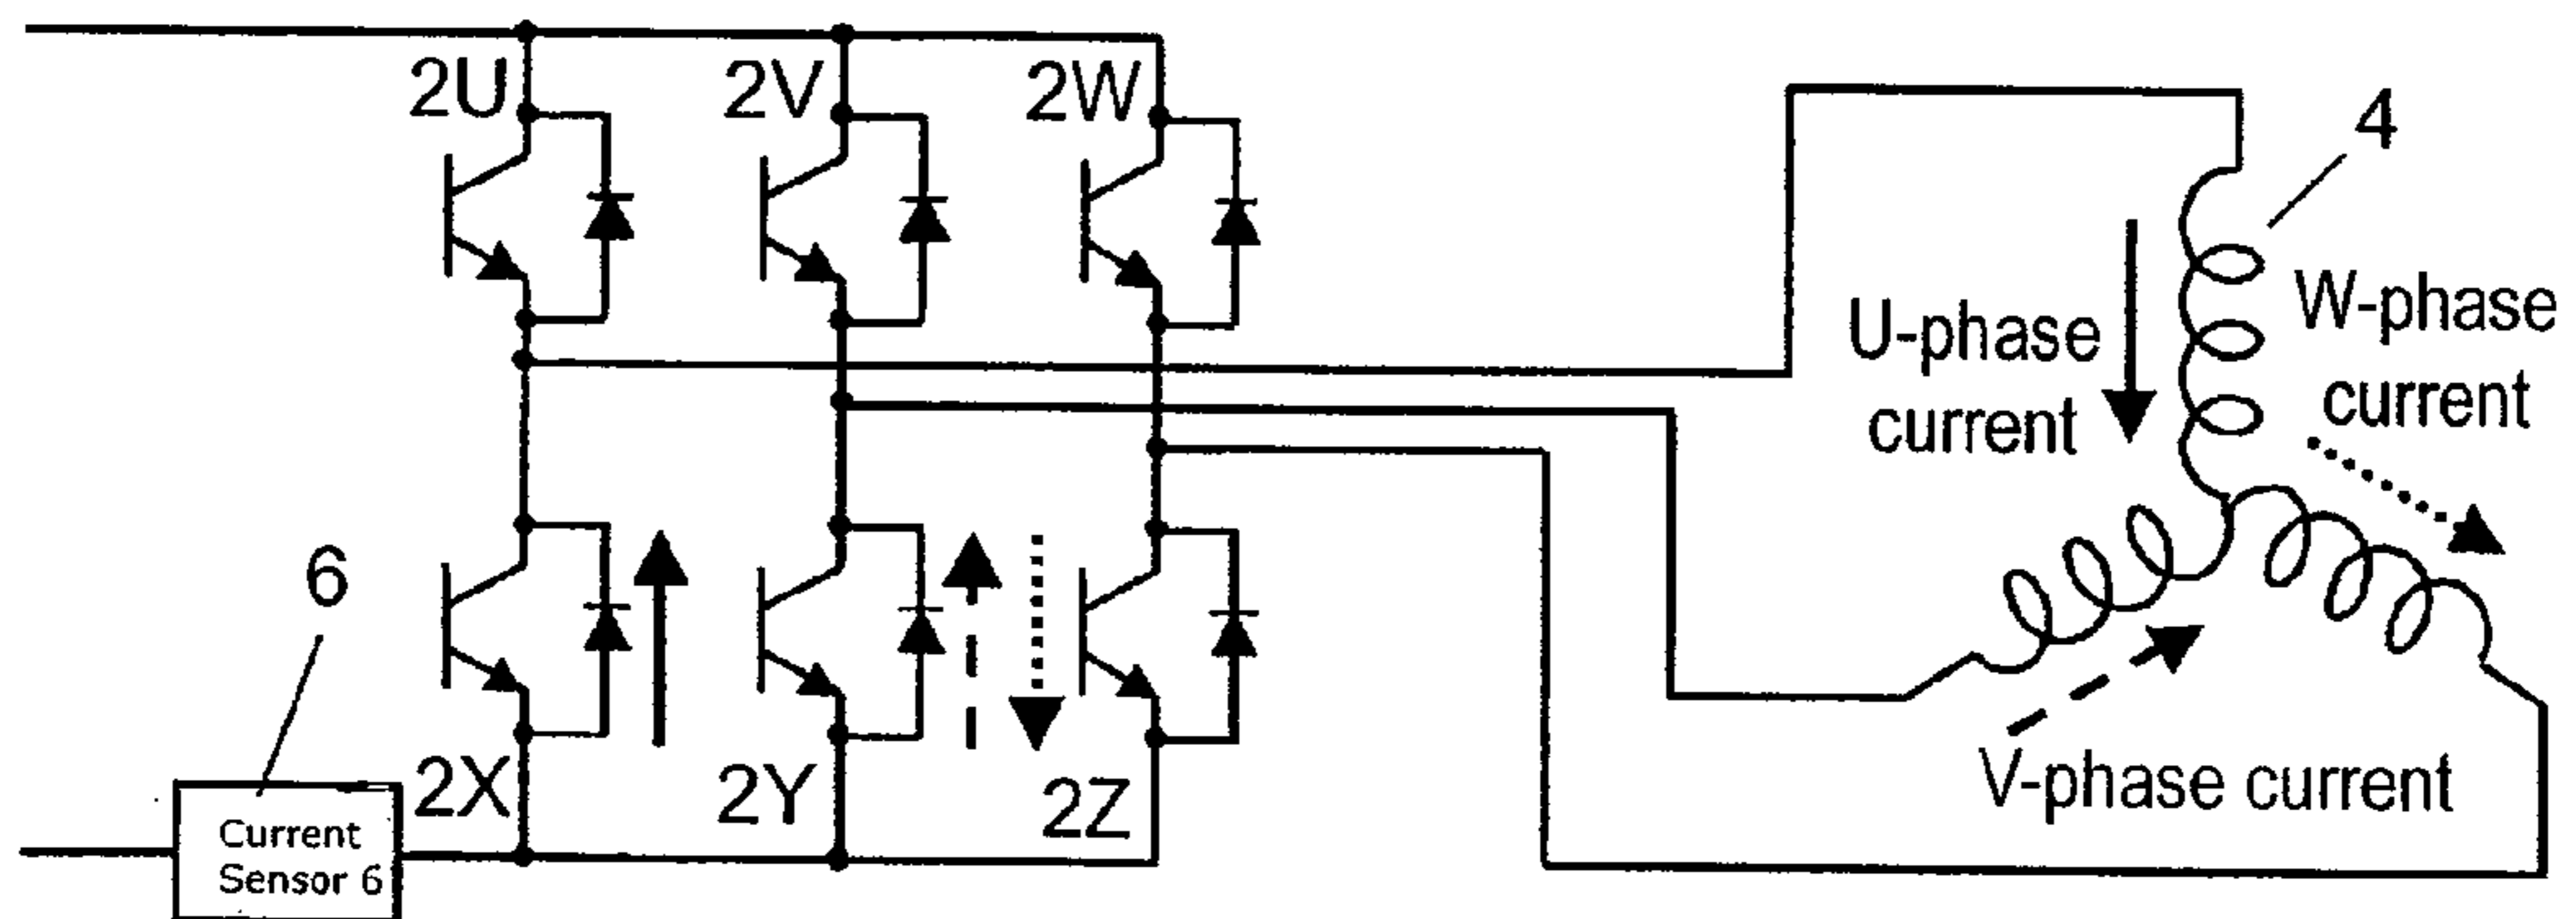 2U
2V
2W
4
U-phase
current
W-phase
current
6
2X
2Y
2Z
V-phase current
Current
Sensor 6